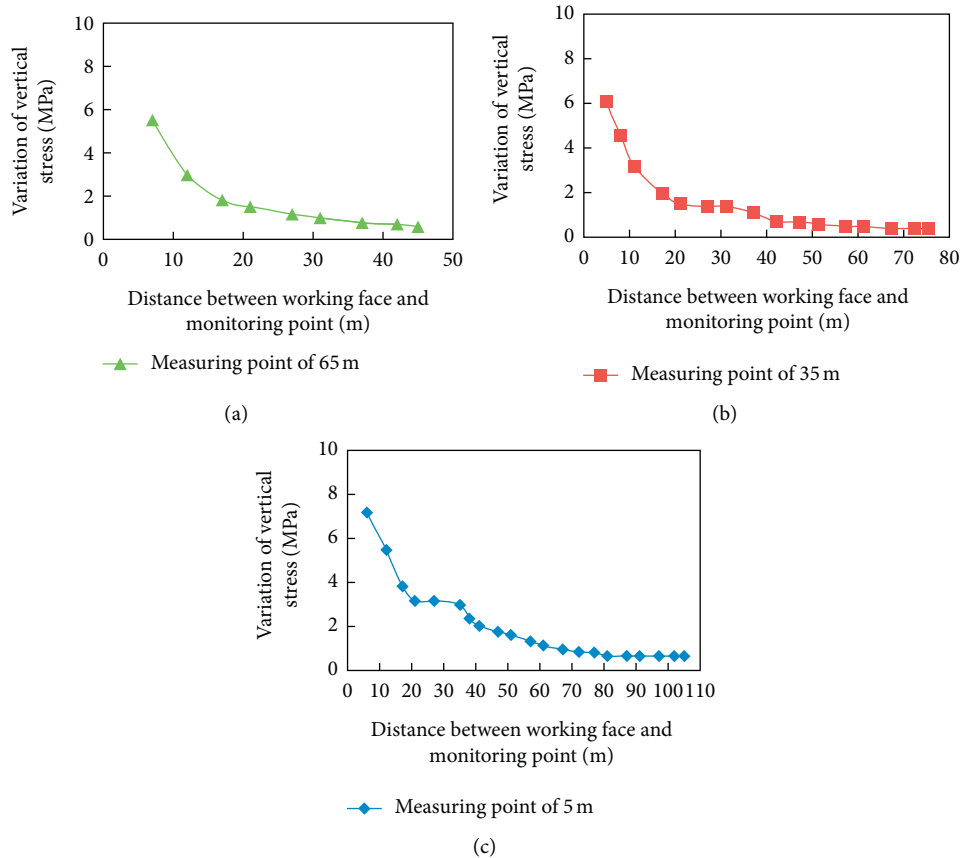 Variation of vertical
stress (MPa)
10
8
6
4
2
0
0 10 20 30 40 50
Distance between working face and
monitoring point (m)
Measuring point of 65 m
(a)
Variation of vertical
stress (MPa)
10
8
6
4
2
0
0 10 20 30 40 50 60 70 80
Distance between working face and
monitoring point (m)
Measuring point of 35 m
(b)
Variation of vertical
stress (MPa)
10
8
6
4
2
0
0 10 20 30 40 50 60 70 80 90 100 110
Distance between working face and
monitoring point (m)
Measuring point of 5 m
(c)